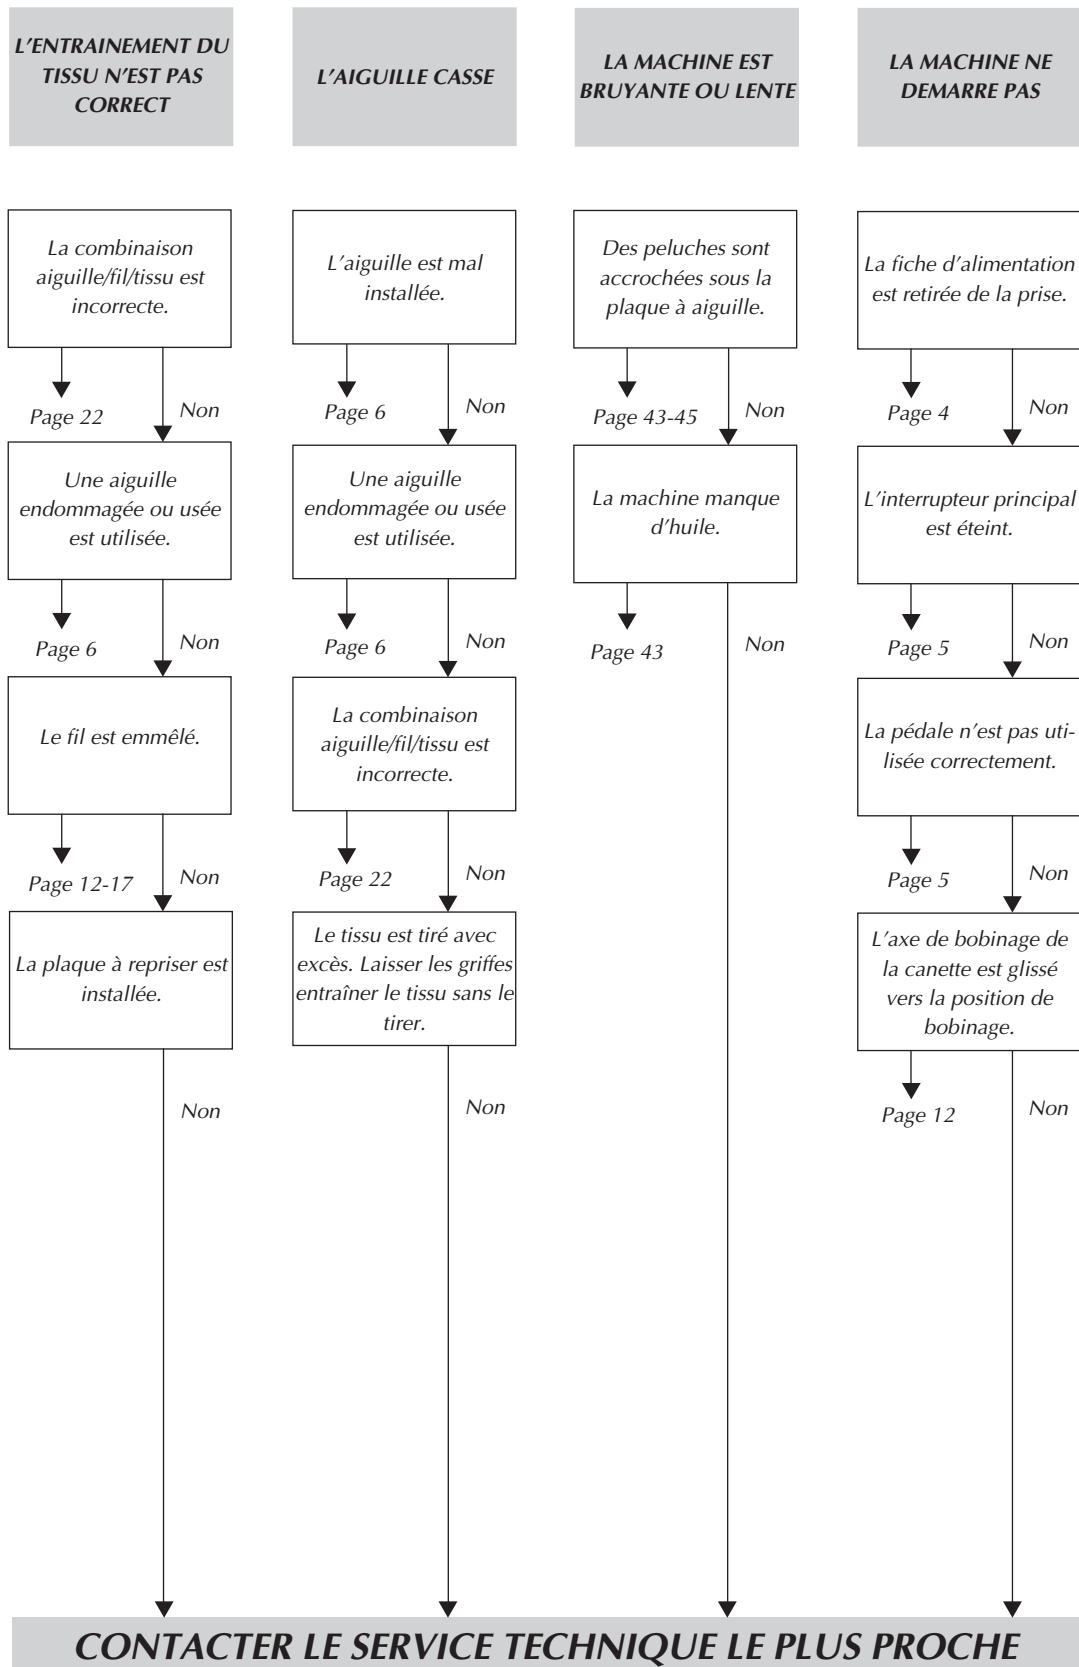 L'ENTRAINEMENT DU
TISSU N'EST PAS
CORRECT
La combinaison
aiguille/fil/tissu est
incorrecte.
Page 22
Non
Une aiguille
endommagée ou usée
est utilisée.
Page 6
Non
Le fil est emmêlé.
Page 12-17
Non
La plaque à repriser est
installée.
Non
L'AIGUILLE CASSE
L'aiguille est mal
installée.
Page 6
Non
Une aiguille
endommagée ou usée
est utilisée.
Page 6
Non
La combinaison
aiguille/fil/tissu est
incorrecte.
Page 22
Non
Le tissu est tiré avec
excès. Laisser les griffes
entraîner le tissu sans le
tirer.
Non
LA MACHINE EST
BRUYANTE OU LENTE
Des peluches sont
accrochées sous la
plaque à aiguille.
Page 43-45
Non
La machine manque
d'huile.
Page 43
Non
LA MACHINE NE
DEMARRE PAS
La fiche d'alimentation
est retirée de la prise.
Page 4
Non
L'interrupteur principal
est éteint.
Page 5
Non
La pédale n'est pas uti-
lisée correctement.
Page 5
Non
L'axe de bobinage de
la canette est glissé
vers la position de
bobinage.
Page 12
Non
CONTACTER LE SERVICE TECHNIQUE LE PLUS PROCHE